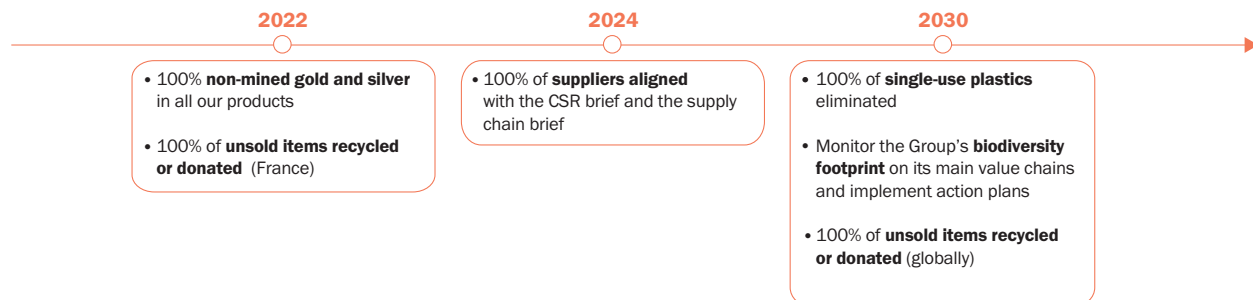 2022
2024
2030
• 100% non-mined gold and silver
in all our products
• 100% of unsold items recycled
or donated (France)
• 100% of suppliers aligned
with the CSR brief and the supply
chain brief
• 100% of single-use plastics
eliminated
• Monitor the Group's biodiversity
footprint on its main value chains
and implement action plans
• 100% of unsold items recycled
or donated (globally)